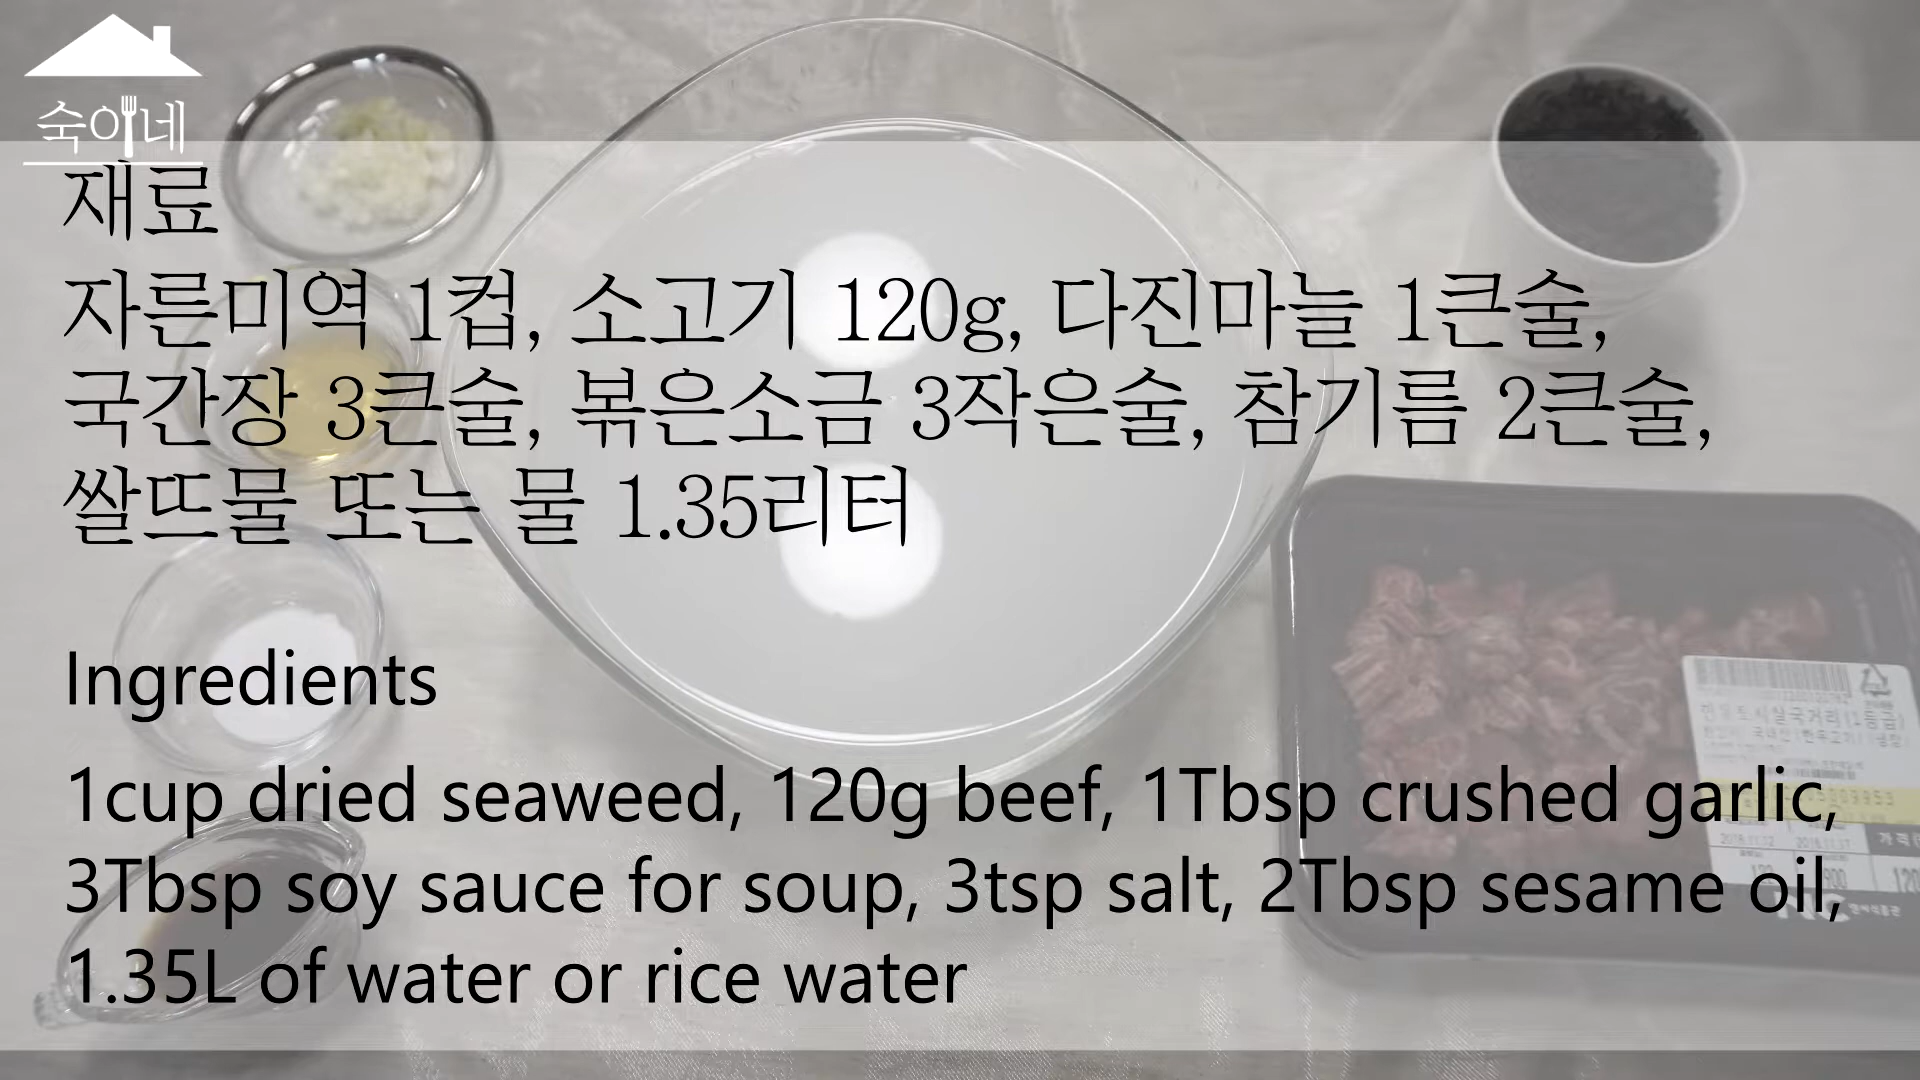 숙이네
재료
자른미역 1컵, 소고기 120g, 다진마늘 1큰술,
국간장 3큰술, 볶은소금 3작은술, 참기름 2큰술,
쌀뜨물 또는 물 1.35리터
Ingredients
1cup dried seaweed, 120g beef, 1Tbsp crushed garlic,
3Tbsp soy sauce for soup, 3tsp salt, 2Tbsp sesame oil,
1.35L of water or rice water